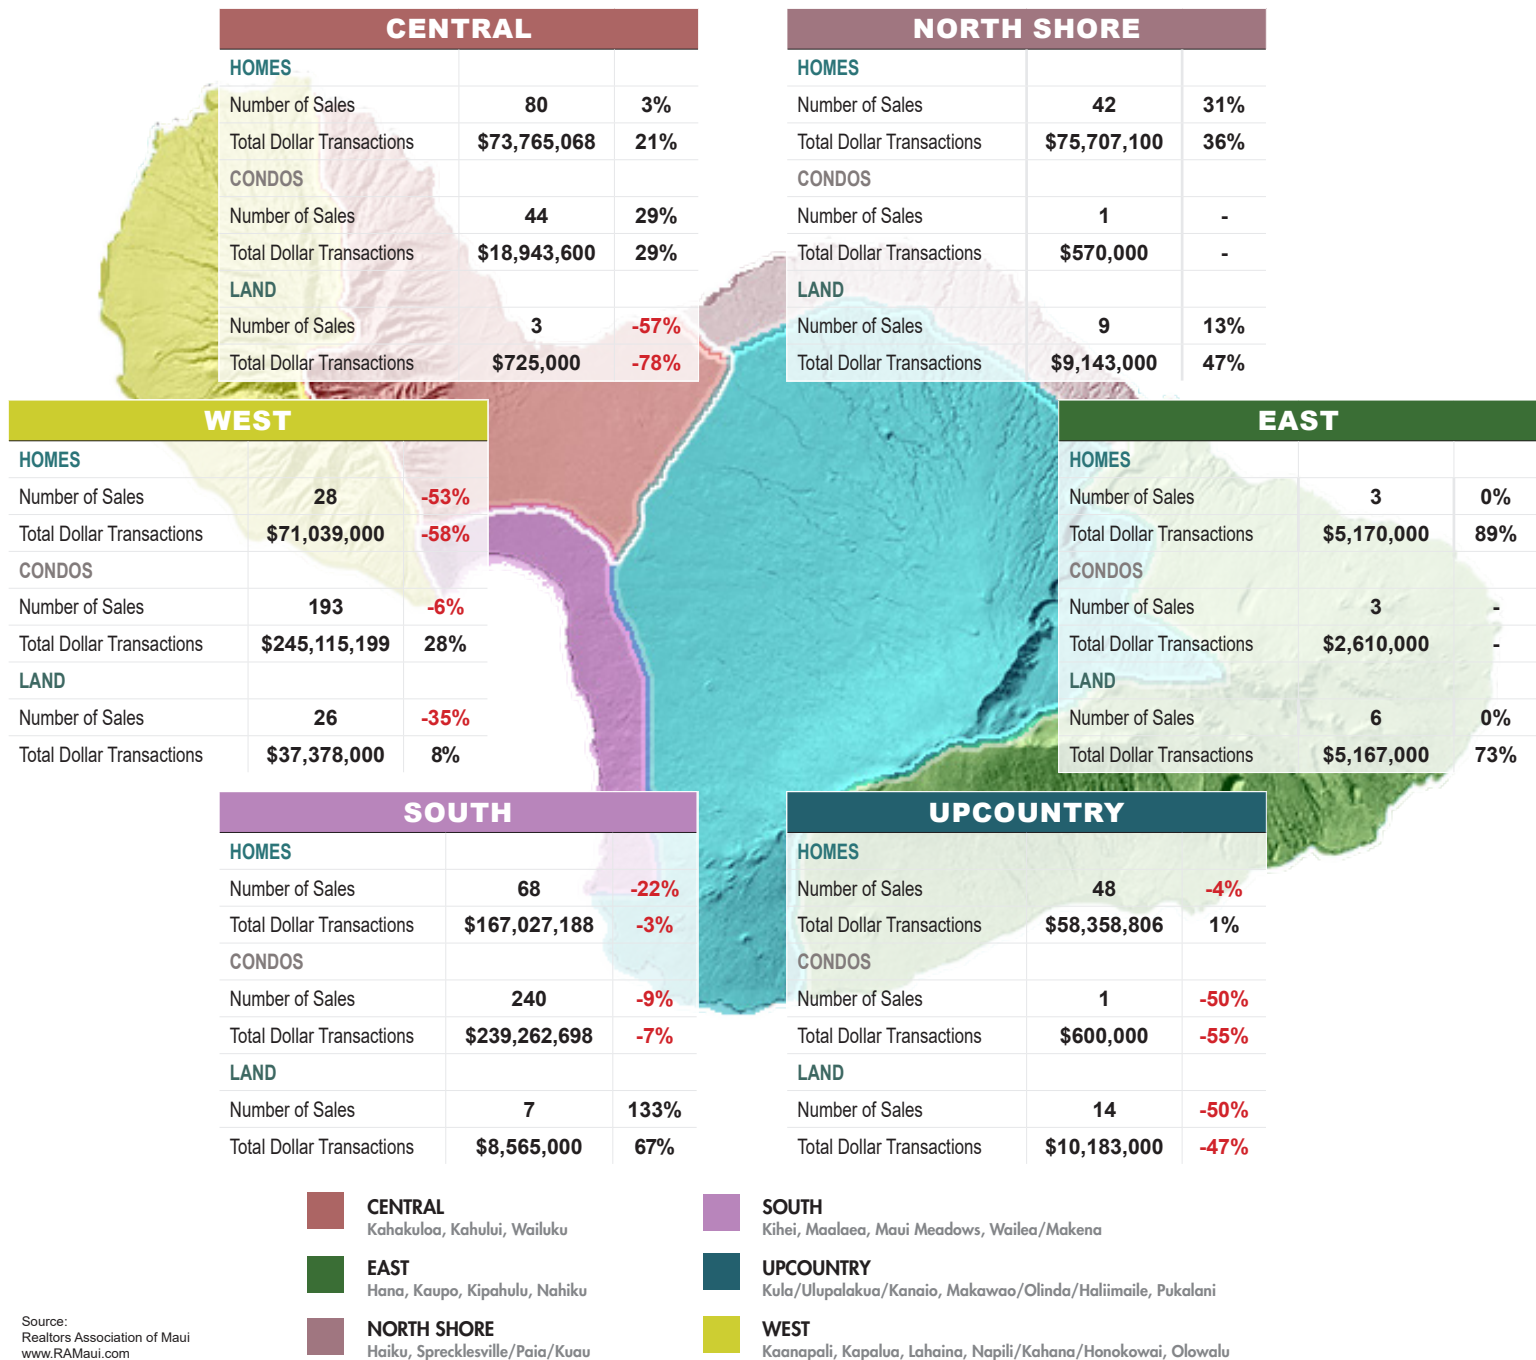 CENTRAL
HOMES
Number of Sales 80 3%
Total Dollar Transactions $73,765,068 21%
CONDOS
Number of Sales 44 29%
Total Dollar Transactions $18,943,600 29%
LAND
Number of Sales 3 -57%
Total Dollar Transactions $725,000 -78%
NORTH SHORE
HOMES
Number of Sales 42 31%
Total Dollar Transactions $75,707,100 36%
CONDOS
Number of Sales 1 -
Total Dollar Transactions $570,000 -
LAND
Number of Sales 9 13%
Total Dollar Transactions $9,143,000 47%
WEST
HOMES
Number of Sales 28 -53%
Total Dollar Transactions $71,039,000 -58%
CONDOS
Number of Sales 193 -6%
Total Dollar Transactions $245,115,199 28%
LAND
Number of Sales 26 -35%
Total Dollar Transactions $37,378,000 8%
EAST
HOMES
Number of Sales 3 0%
Total Dollar Transactions $5,170,000 89%
CONDOS
Number of Sales 3 -
Total Dollar Transactions $2,610,000 -
LAND
Number of Sales 6 0%
Total Dollar Transactions $5,167,000 73%
SOUTH
HOMES
Number of Sales 68 -22%
Total Dollar Transactions $167,027,188 -3%
CONDOS
Number of Sales 240 -9%
Total Dollar Transactions $239,262,698 -7%
LAND
Number of Sales 7 133%
Total Dollar Transactions $8,565,000 67%
UPCOUNTRY
HOMES
Number of Sales 48 -4%
Total Dollar Transactions $58,358,806 1%
CONDOS
Number of Sales 1 -50%
Total Dollar Transactions $600,000 -55%
LAND
Number of Sales 14 -50%
Total Dollar Transactions $10,183,000 -47%
CENTRAL
Kahakuloa, Kahului, Wailuku
EAST
Hana, Kaupo, Kipahulu, Nahiku
NORTH SHORE
Haiku, Sprecklesville/Paia/Kuau
SOUTH
Kihei, Maalaea, Maui Meadows, Wailea/Makena
UPCOUNTRY
Kula/Ulupalakua/Kanaio, Makawao/Olinda/Haliimaile, Pukalani
WEST
Kaanapali, Kapalua, Lahaina, Napili/Kahana/Honokowai, Olowalu
Source:
Realtors Association of Maui
www.RAMaui.com